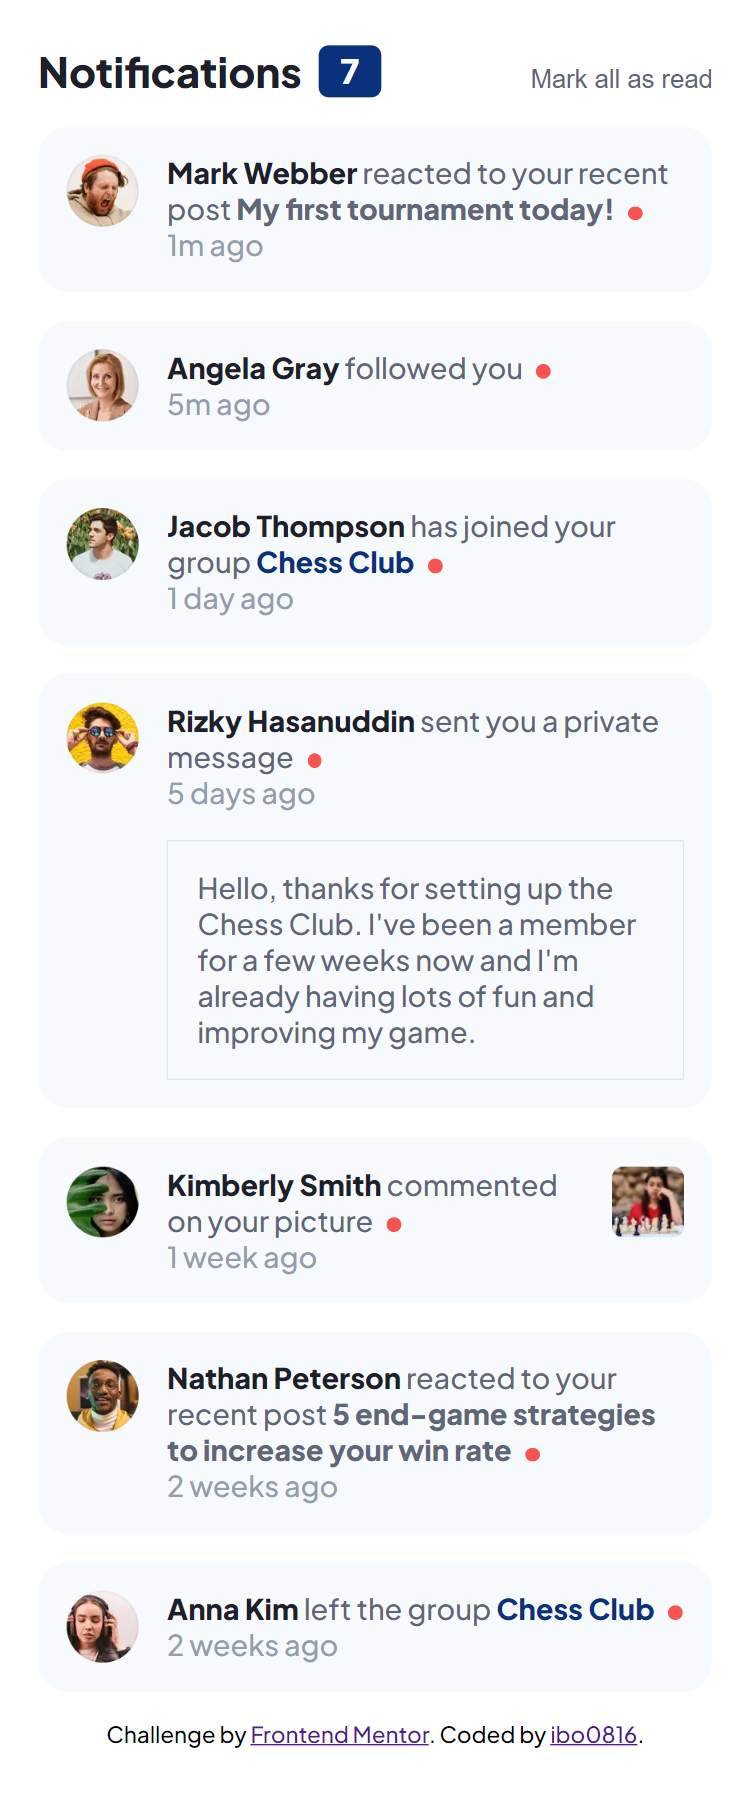 Notifications 7 Mark all as read
Mark Webber reacted to your recent
post My first tournament today!
1m ago
Angela Gray followed you
5m ago
Jacob Thompson has joined your
group Chess Club
1 day ago
Rizky Hasanuddin sent you a private
message
5 days ago
Hello, thanks for setting up the
Chess Club. I've been a member
for a few weeks now and I'm
already having lots of fun and
improving my game.
Kimberly Smith commented
on your picture
1 week ago
Nathan Peterson reacted to your
recent post 5 end-game strategies
to increase your win rate
2 weeks ago
Anna Kim left the group Chess Club
2 weeks ago
Challenge by Frontend Mentor. Coded by ibo0816.